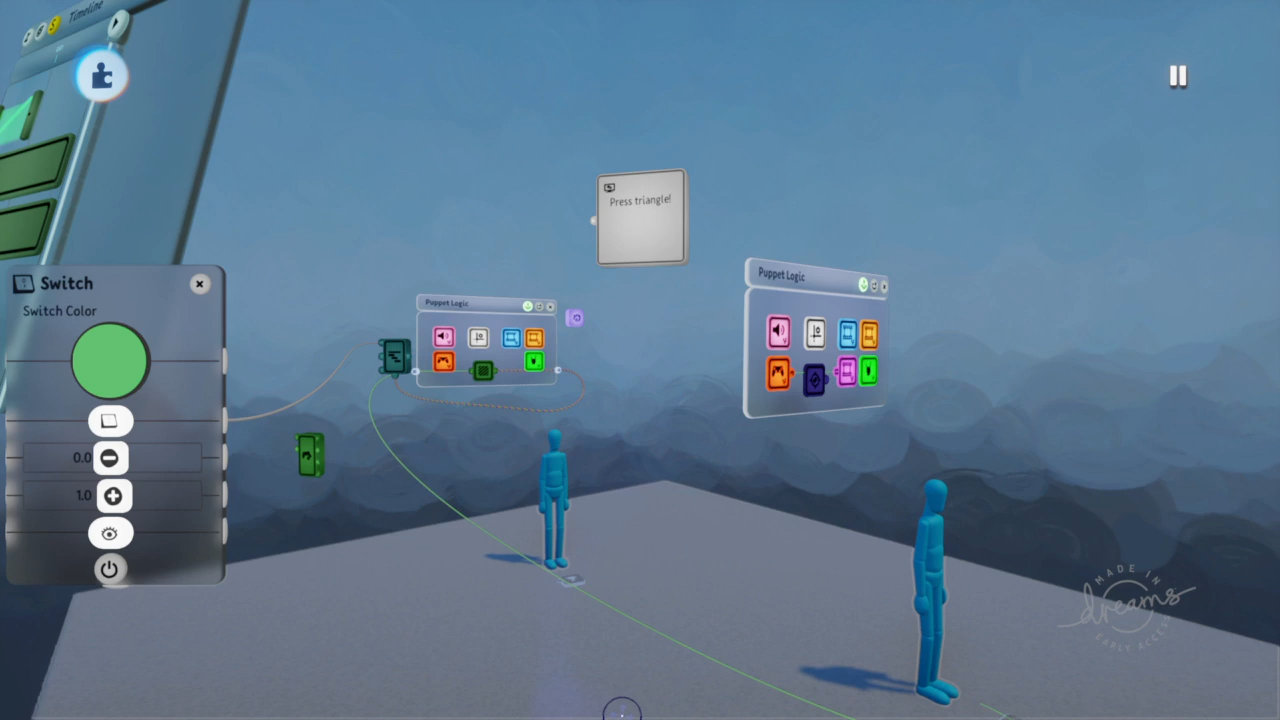 Timeline
Press triangle!
Puppet Logic
Puppet Logic
Switch
Switch Color
0.0
1.0
MADE IN
dreams
EARLY ACCESS